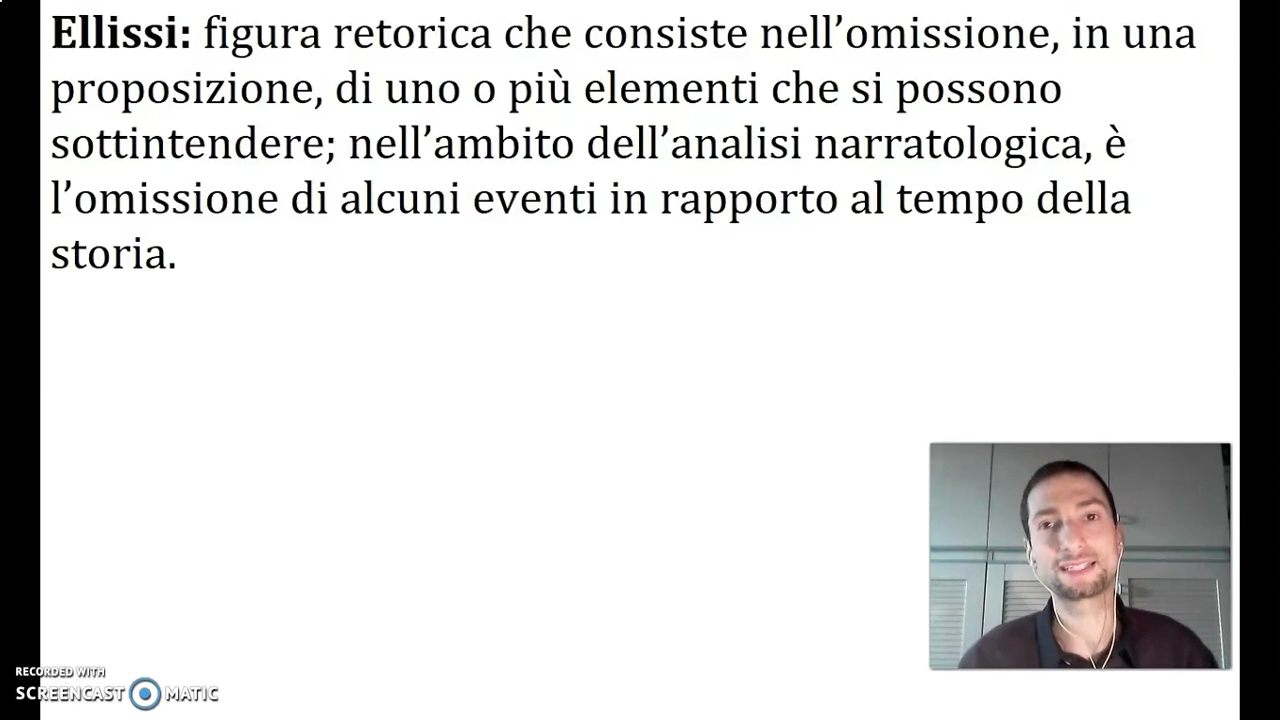 Ellissi: figura retorica che consiste nell’omissione, in una
proposizione, di uno o più elementi che si possono
sottintendere; nell’ambito dell’analisi narratologica, è
l’omissione di alcuni eventi in rapporto al tempo della
storia.
RECORDED WITH
SCREENCAST MATIC